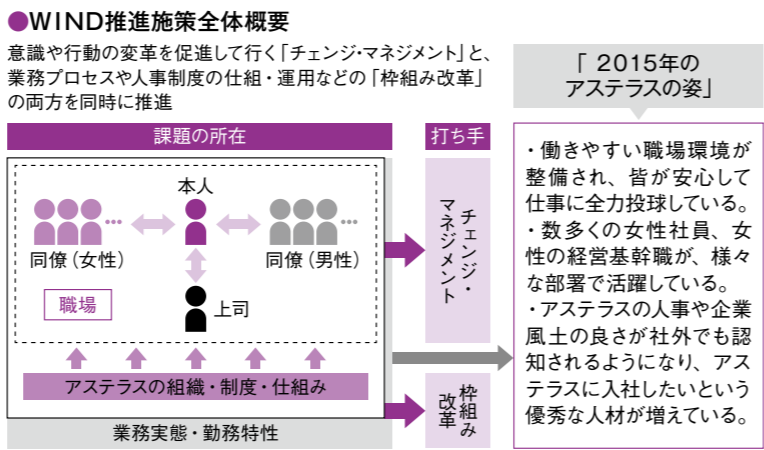 ●WIND推進施策全体概要
意識や行動の変革を促進して行く「チェンジ・マネジメント」と、
業務プロセスや人事制度の仕組・運用などの「枠組み改革」
の両方を同時に推進
課題の所在
打ち手
本人
…
…
同僚（女性）
同僚（男性）
職場
上司
アステラスの組織・制度・仕組み
業務実態・勤務特性
チェンジ・
マネジメント
枠組み
改革
「 2015年の
アステラスの姿」
・働きやすい職場環境が
整備され、皆が安心して
仕事に全力投球している。
・数多くの女性社員、女
性の経営基幹職が、様々
な部署で活躍している。
・アステラスの人事や企業
風土の良さが社外でも認
知されるようになり、アス
テラスに入社したいという
優秀な人材が増えている。